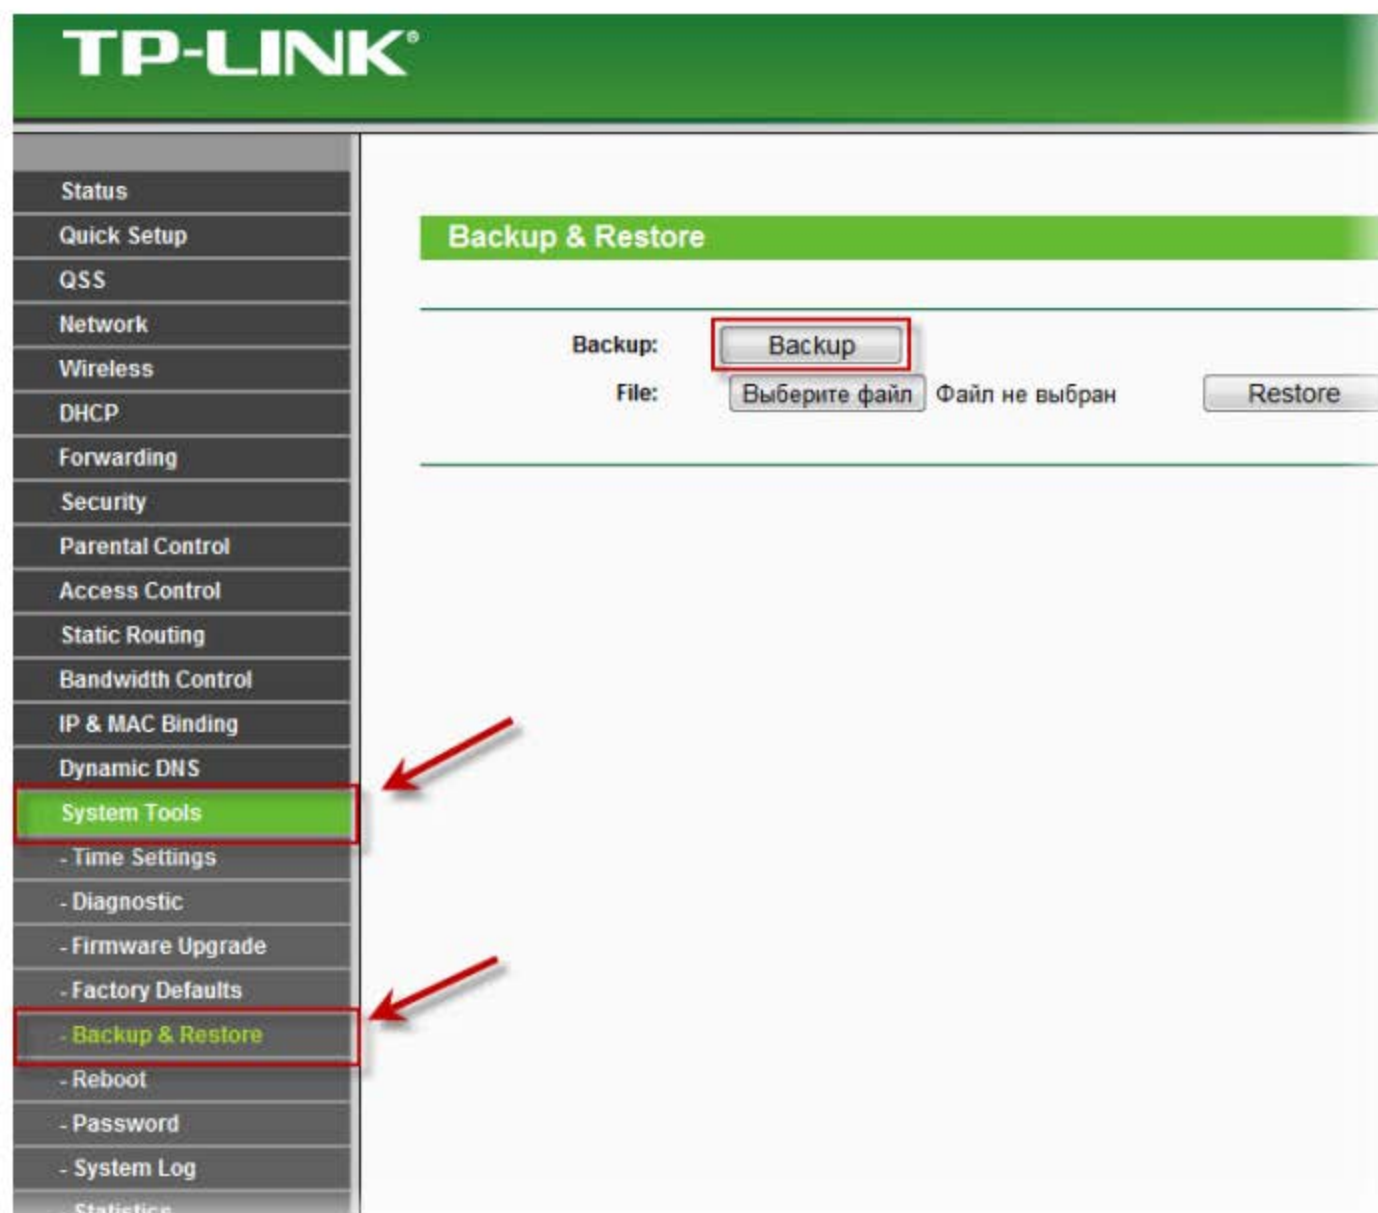 TP-LINK®
Status
Quick Setup
QSS
Network
Wireless
DHCP
Forwarding
Security
Parental Control
Access Control
Static Routing
Bandwidth Control
IP & MAC Binding
Dynamic DNS
System Tools
- Time Settings
- Diagnostic
- Firmware Upgrade
- Factory Defaults
- Backup & Restore
- Reboot
- Password
- System Log
- Statistics
Backup & Restore
Backup: Backup
File: Выберите файл Файл не выбран Restore